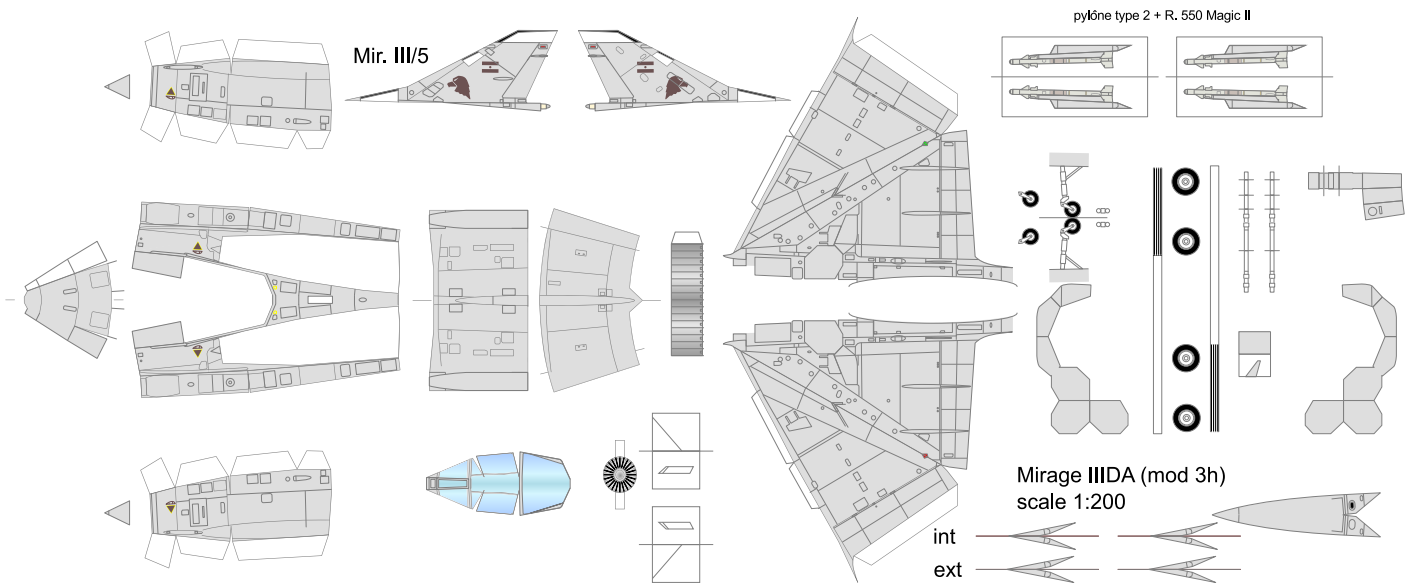 pylône type 2 + R. 550 Magic II
Mir. III/5
Mirage IIIDA (mod 3h)
scale 1:200
int
ext